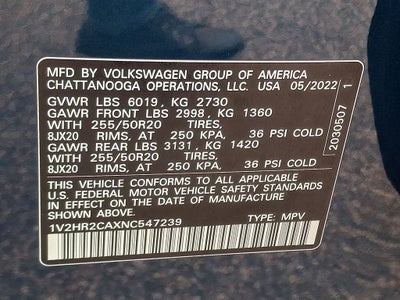 MFD BY VOLKSWAGEN GROUP OF AMERICA
CHATTANOOGA OPERATIONS, LLC. USA 05/2022
GVWR LBS 6019, KG 2730
GAWR FRONT LBS 2998, KG 1360
WITH 255/50R20 TIRES,
8JX20 RIMS, AT 250 KPA, 36 PSI COLD
GAWR REAR LBS 3131, KG 1420
WITH 255/50R20 TIRES,
8JX20 RIMS, AT 250 KPA, 36 PSI COLD
THIS VEHICLE CONFORMS TO ALL APPLICABLE
U.S. FEDERAL MOTOR VEHICLE SAFETY STANDARDS
IN EFFECT ON THE DATE OF MANUFACTURE
SHOWN ABOVE.
1V2HR2CAXNC547239 TYPE: MPV
2030507 1